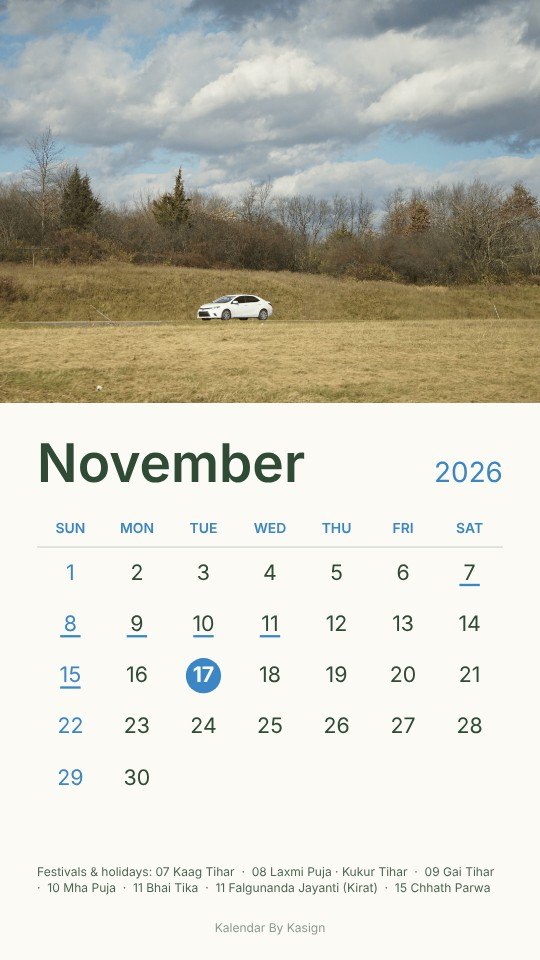 November 2026
SUN MON TUE WED THU FRI SAT
1 2 3 4 5 6 7
8 9 10 11 12 13 14
15 16 17 18 19 20 21
22 23 24 25 26 27 28
29 30
Festivals & holidays: 07 Kaag Tihar · 08 Laxmi Puja · Kukur Tihar · 09 Gai Tihar
· 10 Mha Puja · 11 Bhai Tika · 11 Falgunanda Jayanti (Kirat) · 15 Chhath Parwa
Kalendar By Kasign